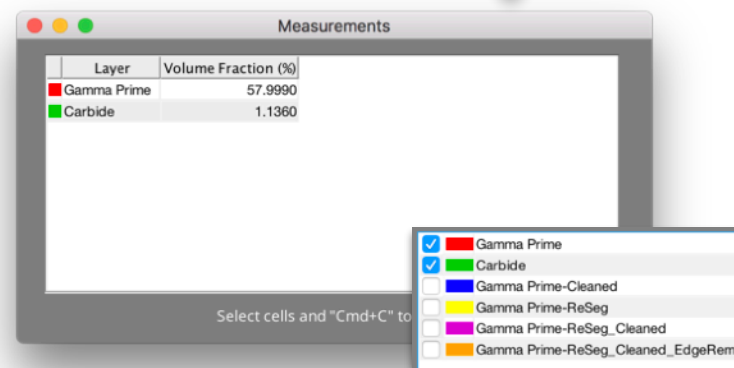 Measurements
Layer Volume Fraction (%)
Gamma Prime 57.9990
Carbide 1.1360
Select cells and "Cmd+C" to
Gamma Prime
Carbide
Gamma Prime-Cleaned
Gamma Prime-ReSeg
Gamma Prime-ReSeg_Cleaned
Gamma Prime-ReSeg_Cleaned_EdgeRem